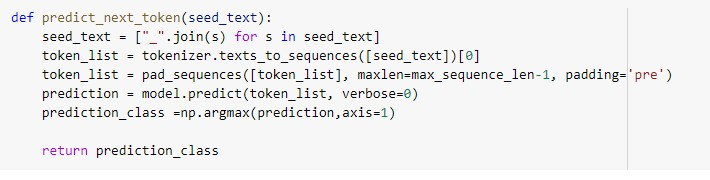 def predict_next_token(seed_text):
    seed_text = ["_".join(s) for s in seed_text]
    token_list = tokenizer.texts_to_sequences([seed_text])[0]
    token_list = pad_sequences([token_list], maxlen=max_sequence_len-1, padding='pre')
    prediction = model.predict(token_list, verbose=0)
    prediction_class =np.argmax(prediction,axis=1)
    return prediction_class